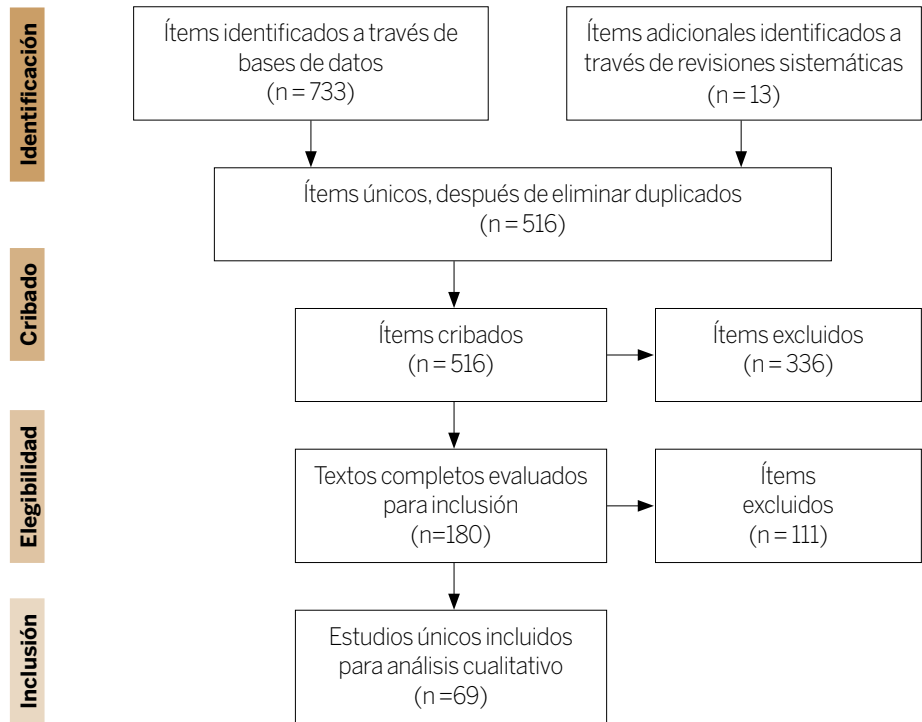 Identificación
Ítems identificados a través de
bases de datos
(n = 733)
Ítems adicionales identificados a
través de revisiones sistemáticas
(n = 13)
Ítems únicos, después de eliminar duplicados
(n = 516)
Cribado
Ítems cribados
(n = 516)
Ítems excluidos
(n = 336)
Elegibilidad
Textos completos evaluados
para inclusión
(n=180)
Ítems
excluidos
(n = 111)
Inclusión
Estudios únicos incluidos
para análisis cualitativo
(n =69)